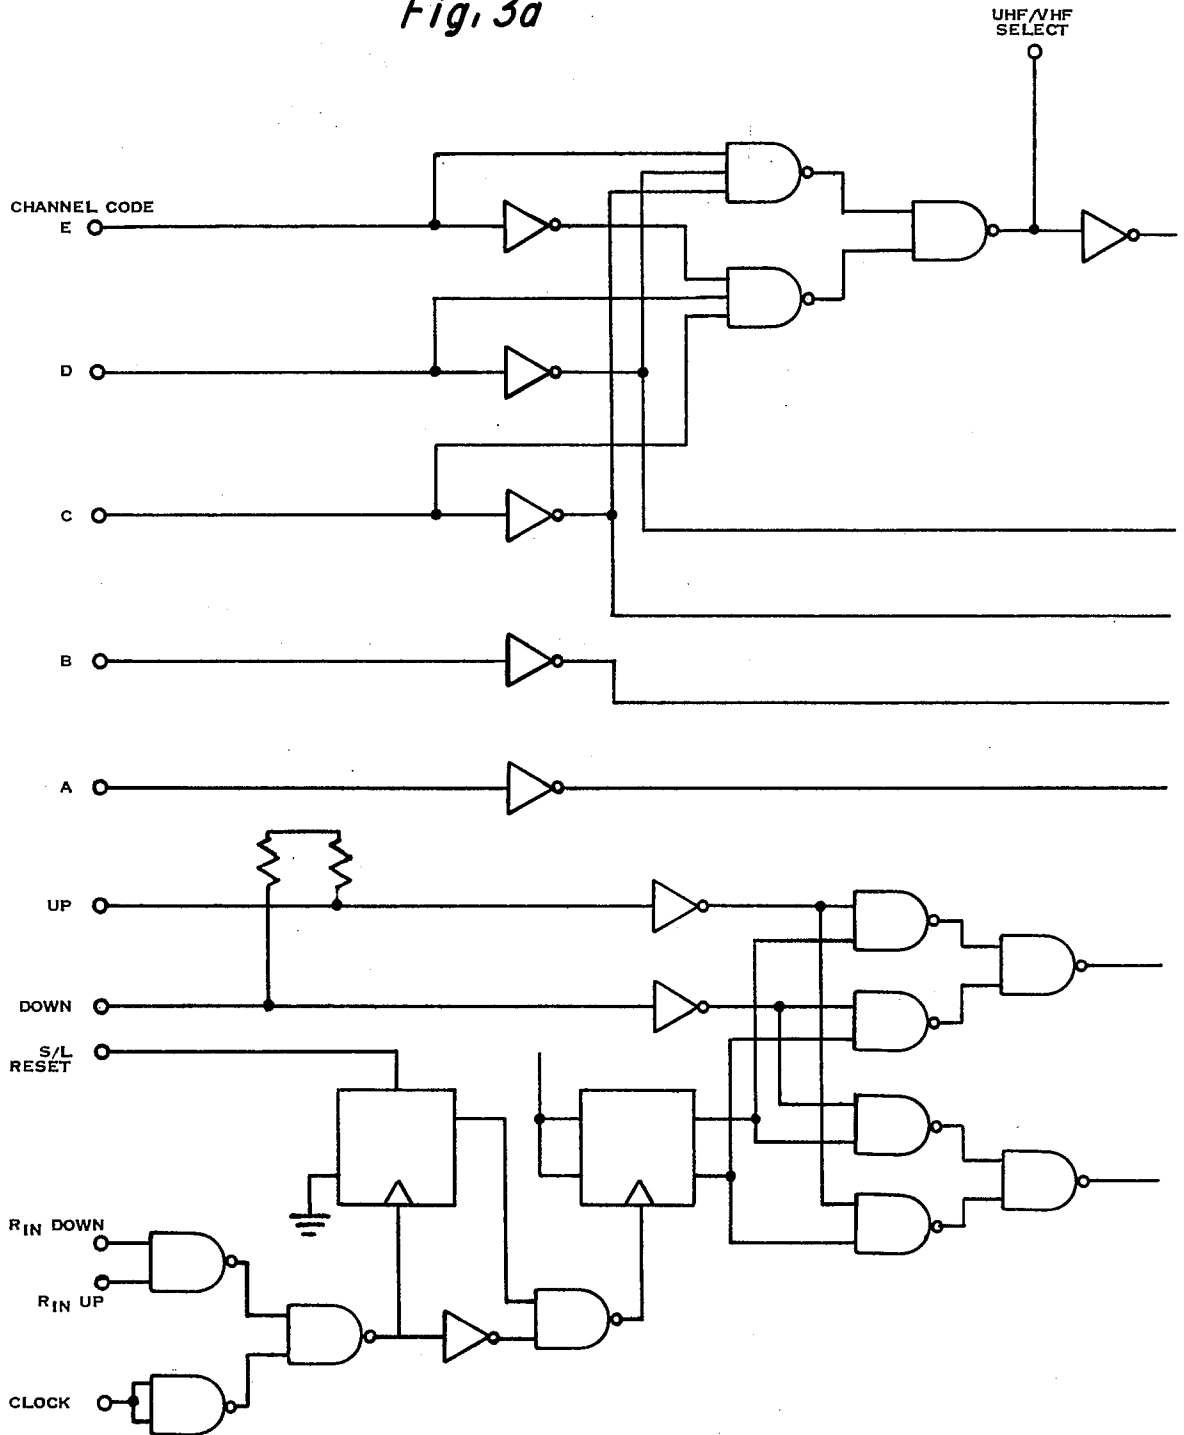 Fig. 3a
UHF/VHF
SELECT
CHANNEL CODE
E
D
C
B
A
UP
DOWN
S/L
RESET
RIN DOWN
RIN UP
CLOCK